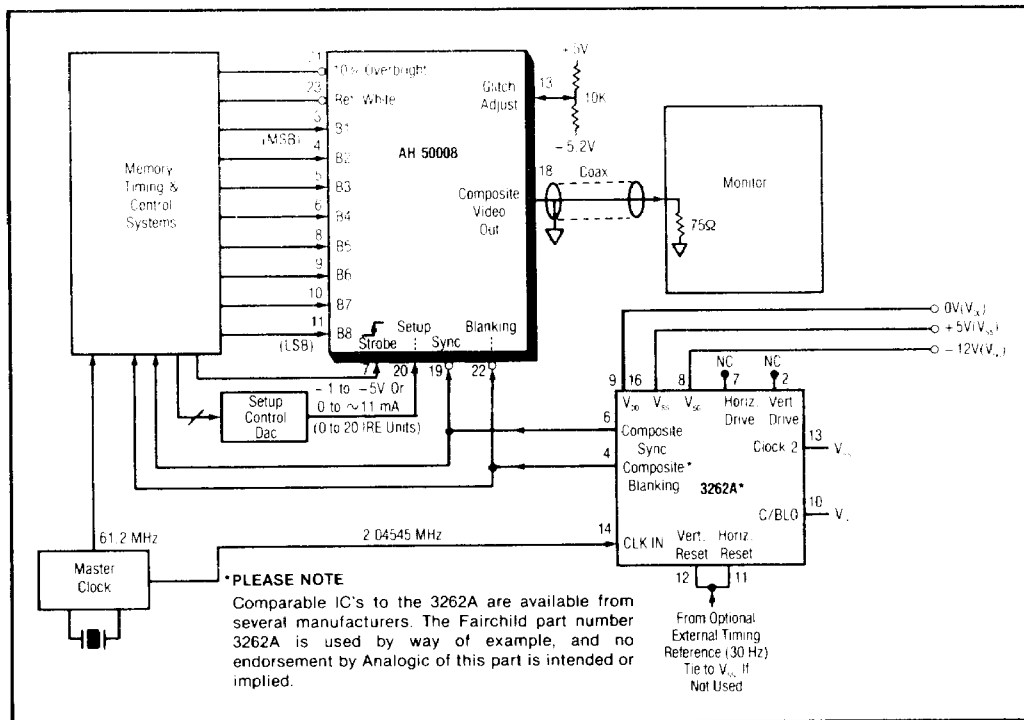 Memory
Timing &
Control
Systems
21
10% Overbright
23
Ref. White
3
(MSB)
B1
4
B2
5
B3
6
B4
8
B5
9
B6
10
B7
11
(LSB)
B8
AH 50008
Glitch
Adjust
13
+5V
10K
-5.2V
18
Coax
Composite
Video
Out
Monitor
75Ω
Strobe
Setup
Sync
Blanking
7
20
19
22
Setup
Control
Dac
-1 to -5V Or
0 to ~11 mA
(0 to 20 IRE Units)
0V(V
+5V(V
-12V(V
9
16
8
NC
7
NC
2
Horiz.
Drive
Vert
Drive
6
Composite
Sync
4
Composite*
Blanking
3262A*
Clock 2
13
V
10
C/BLO
V
14
CLK IN
Vert.
Reset
Horiz.
Reset
12
11
From Optional
External Timing
Reference (30 Hz)
Tie to V If
Not Used
61.2 MHz
2.04545 MHz
Master
Clock
*PLEASE NOTE
Comparable IC's to the 3262A are available from
several manufacturers. The Fairchild part number
3262A is used by way of example, and no
endorsement by Analogic of this part is intended or
implied.